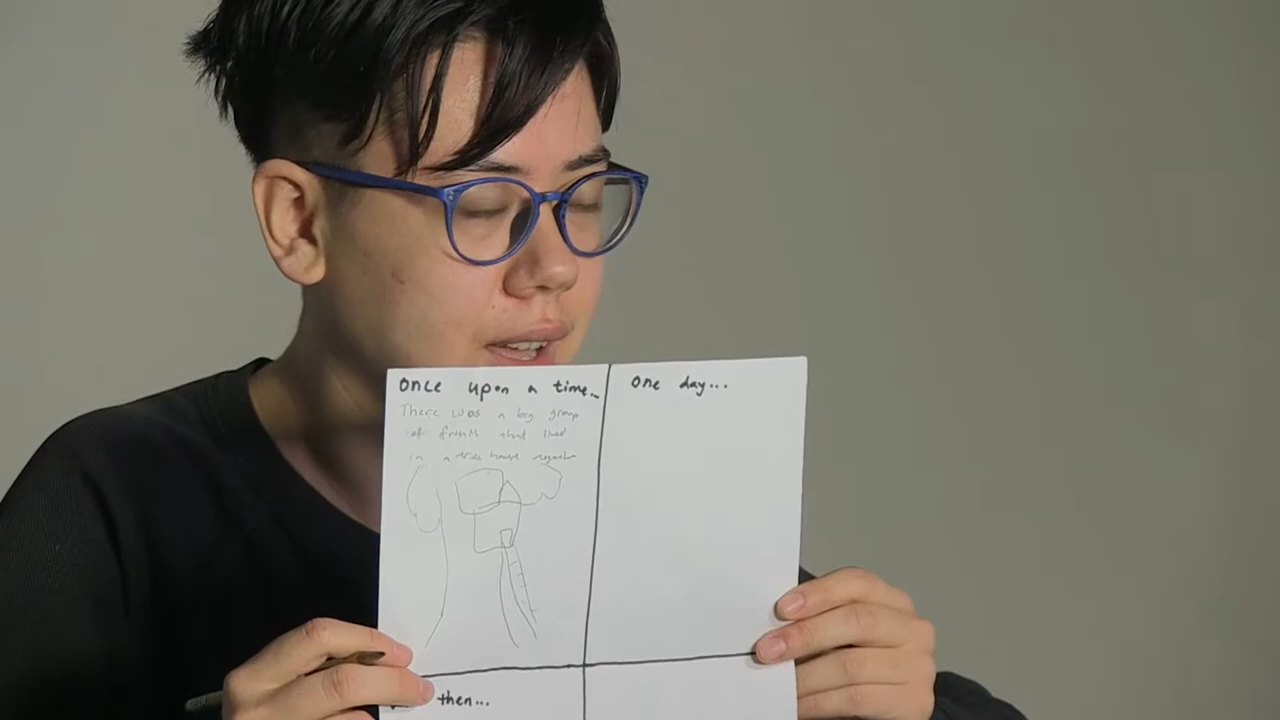 Once upon a time...
There was a big group
of friends that lived
in a tree house together
One day...
then...